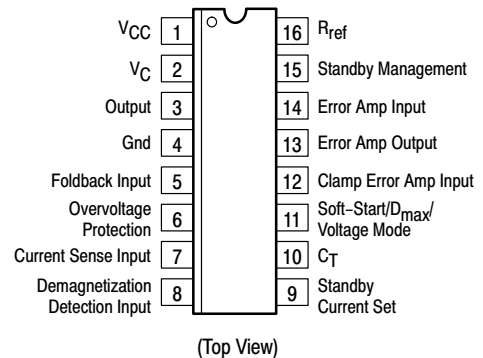 VCC 1
VC 2
Output 3
Gnd 4
Foldback Input 5
Overvoltage
Protection 6
Current Sense Input 7
Demagnetization
Detection Input 8
16 Rref
15 Standby Management
14 Error Amp Input
13 Error Amp Output
12 Clamp Error Amp Input
11 Soft–Start/Dmax/
Voltage Mode
10 CT
9 Standby
Current Set
(Top View)